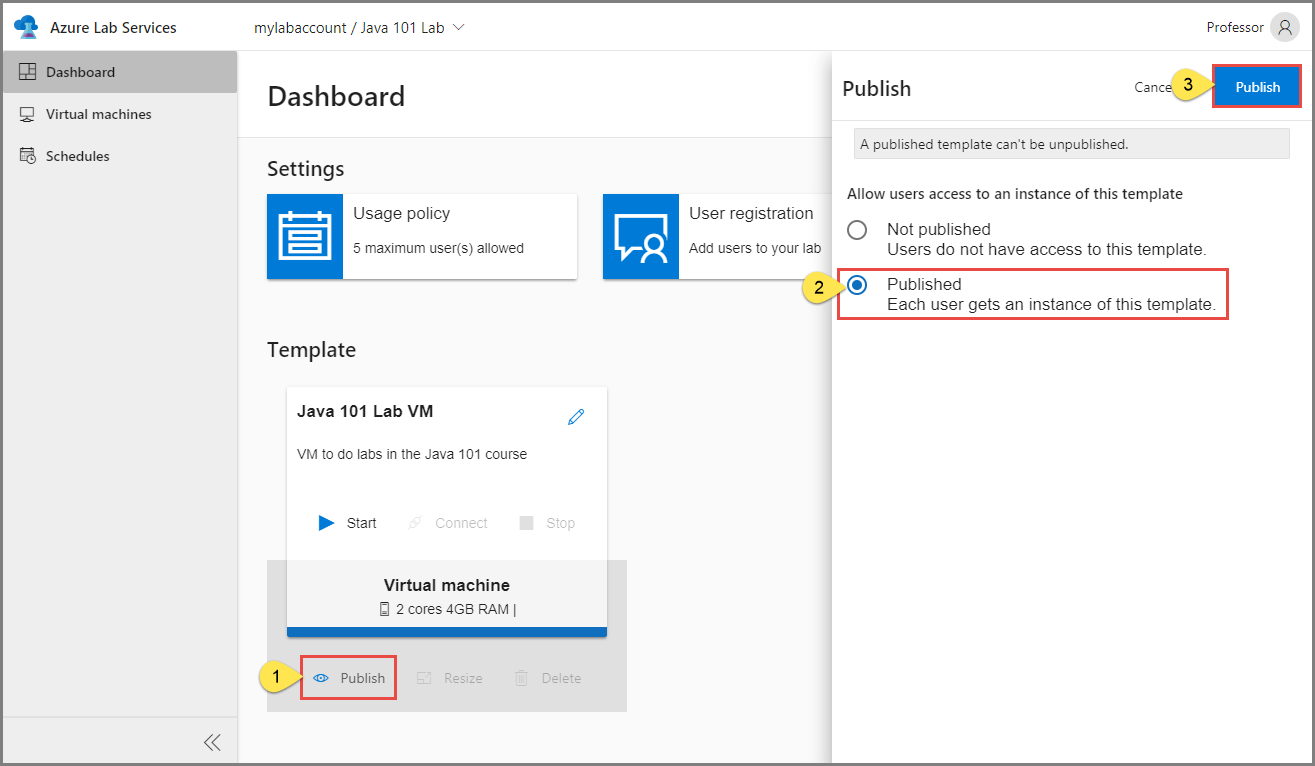 Azure Lab Services
mylabaccount / Java 101 Lab
Professor
Dashboard
Virtual machines
Schedules
Dashboard
Settings
Usage policy
5 maximum user(s) allowed
User registration
Add users to your lab
Template
Java 101 Lab VM
VM to do labs in the Java 101 course
Start Connect Stop
Virtual machine
2 cores 4GB RAM |
1 Publish Resize Delete
Publish
Cance 3 Publish
A published template can't be unpublished.
Allow users access to an instance of this template
Not published
Users do not have access to this template.
2 Published
Each user gets an instance of this template.